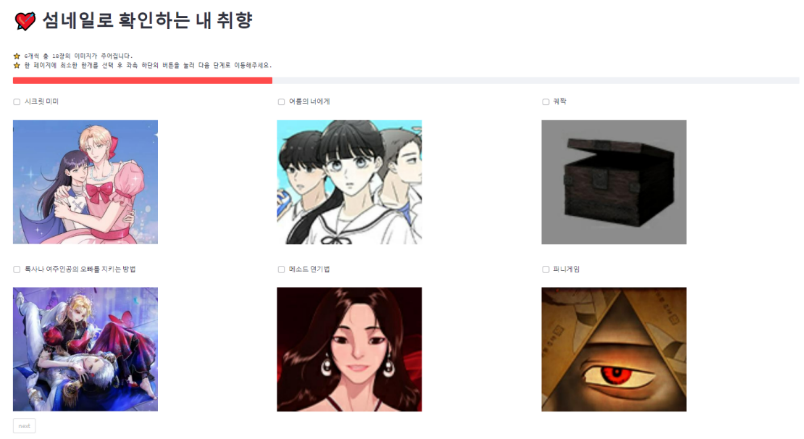 섬네일로 확인하는 내 취향
6개씩 총 18장의 이미지가 주어집니다.
한 페이지에 최소한 한개를 선택 후 좌측 하단의 버튼을 눌러 다음 단계로 이동해주세요.
시크릿 미미
여름의 너에게
궤짝
흑사나 여주인공의 오빠를 지키는 방법
메소드 연기법
파니게임
next